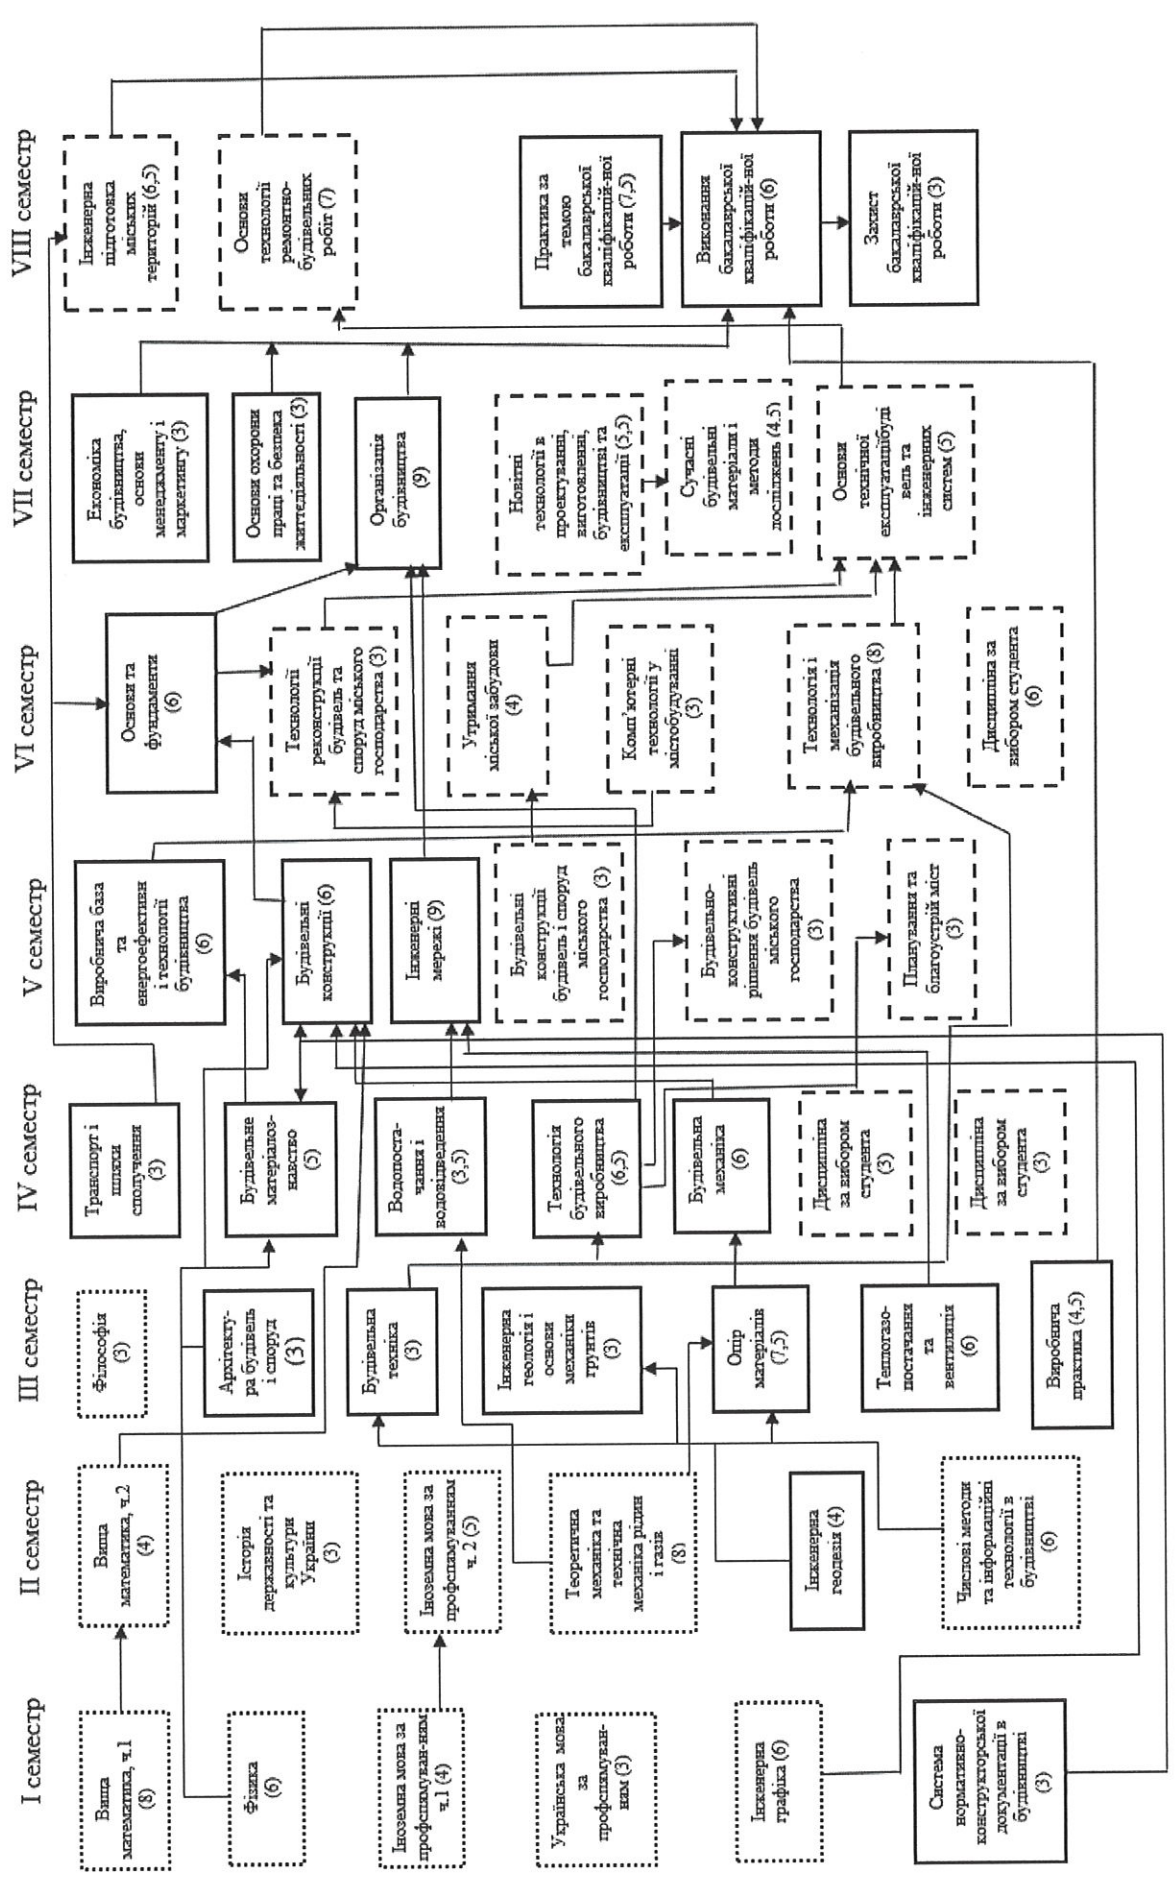 I семестр
Вища
математика, ч.1
(8)
Фізика
(6)
Іноземна мова за
профспямуван-ням
ч.1 (4)
Українська мова
за
профспямуван-
ням (3)
Інженерна
графіка (6)
Система
нормативно-
конструкторської
документації в
будівництві
(3)
II семестр
Вища
математика, ч.2
(4)
Історія
державності та
культури
України
(3)
Іноземна мова за
профспямуванням
ч. 2 (5)
Теоретична
механіка та
технічна
механіка рідин
і газів
(8)
Інженерна
геодезія (4)
Числові методи
та інформаційні
технології в
будівництві
(6)
III семестр
Філософія
(3)
Архітекту-
ра будівель
і споруд
(3)
Будівельна
техніка
(3)
Інженерна
геологія і
основи
механіки
грунтів
(3)
Опір
матеріалів
(7,5)
Теплогазо-
постачання
та
вентиляція
(6)
Виробнича
практика (4,5)
IV семестр
Транспорт і
шляхи
сполучення
(3)
Будівельне
матеріалоз-
навство
(5)
Водопоста-
чання і
водовідведення
(3,5)
Технологія
будівельного
виробництва
(6,5)
Будівельна
механіка
(6)
Дисципліна
за вибором
студента
(3)
Дисципліна
за вибором
студента
(3)
V семестр
Виробнича база
та
енергоефективн
і технології
будівництва
(6)
Будівельні
конструкції (6)
Інженерні
мережі (9)
Будівельні
конструкції
будівель і споруд
міського
господарства (3)
Будівельно-
конструктивні
рішення будівель
міського
господарства
(3)
Планування та
благоустрій міст
(3)
VI семестр
Основи та
фундаменти
(6)
Технології
реконструкції
будівель та
споруд міського
господарства (3)
Утримання
міської забудови
(4)
Комп'ютерні
технології у
містобудуванні
(3)
Технологія і
механізація
будівельного
виробництва (8)
Дисципліна за
вибором студента
(6)
VII семестр
Економіка
будівництва,
основи
менеджменту і
маркетингу (3)
Основи охорони
праці та безпека
життєдіяльності (3)
Організація
будівництва
(9)
Новітні
технології в
проектуванні,
виготовленні,
будівництві та
експлуатації (5,5)
Сучасні
будівельні
матеріали і
методи
досліджень (4.5)
Основи
технічної
експлуатаціїбуді
вель та
інженерних
систем (5)
VIII семестр
Інженерна
підготовка
міських
територій (6,5)
Основи
технології
ремонтно-
будівельних
робіт (7)
Практика за
темою
бакалаврської
кваліфікацій-ної
роботи (7,5)
Виконання
бакалаврської
кваліфікацій-ної
роботи (6)
Захист
бакалаврської
кваліфікацій-ної
роботи (3)